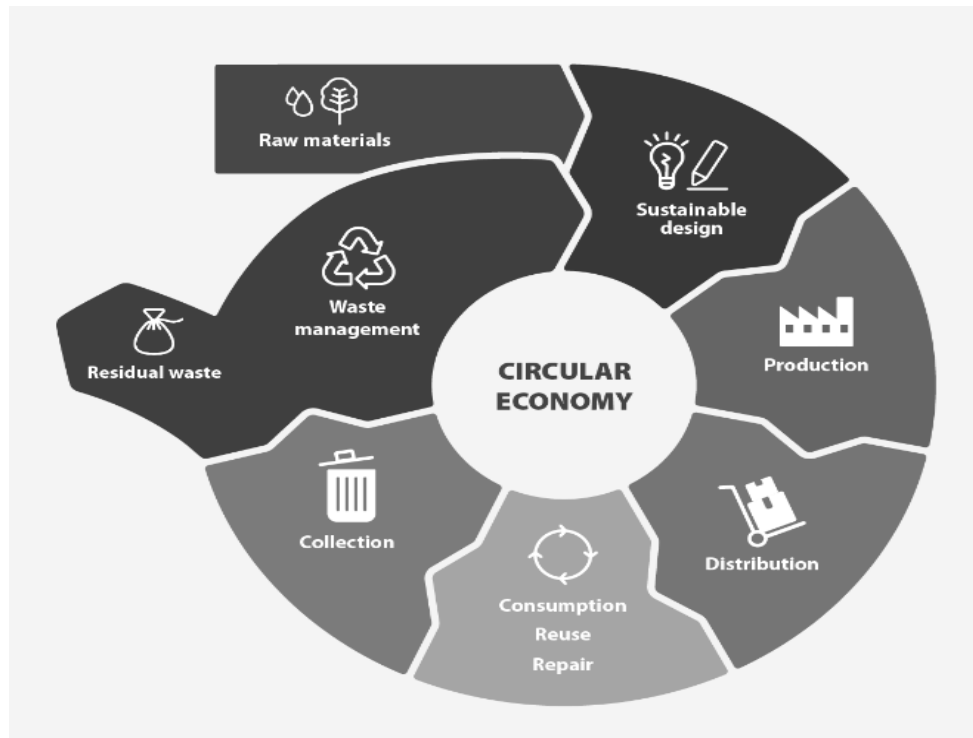 Raw materials
Sustainable
design
Production
Distribution
Consumption
Reuse
Repair
Collection
Waste
management
Residual waste
CIRCULAR
ECONOMY